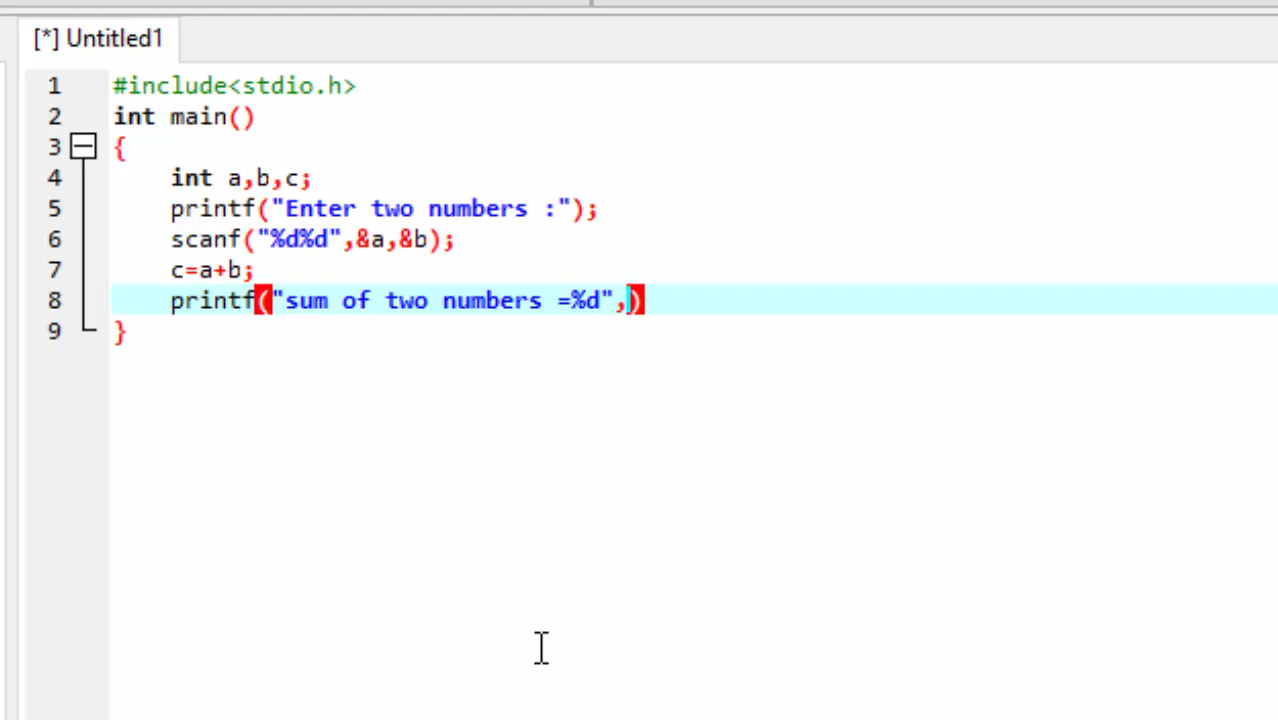 [*] Untitled1
1 #include<stdio.h>
2 int main()
3 {
4 int a,b,c;
5 printf("Enter two numbers :");
6 scanf("%d%d",&a,&b);
7 c=a+b;
8 printf("sum of two numbers =%d",)
9 }